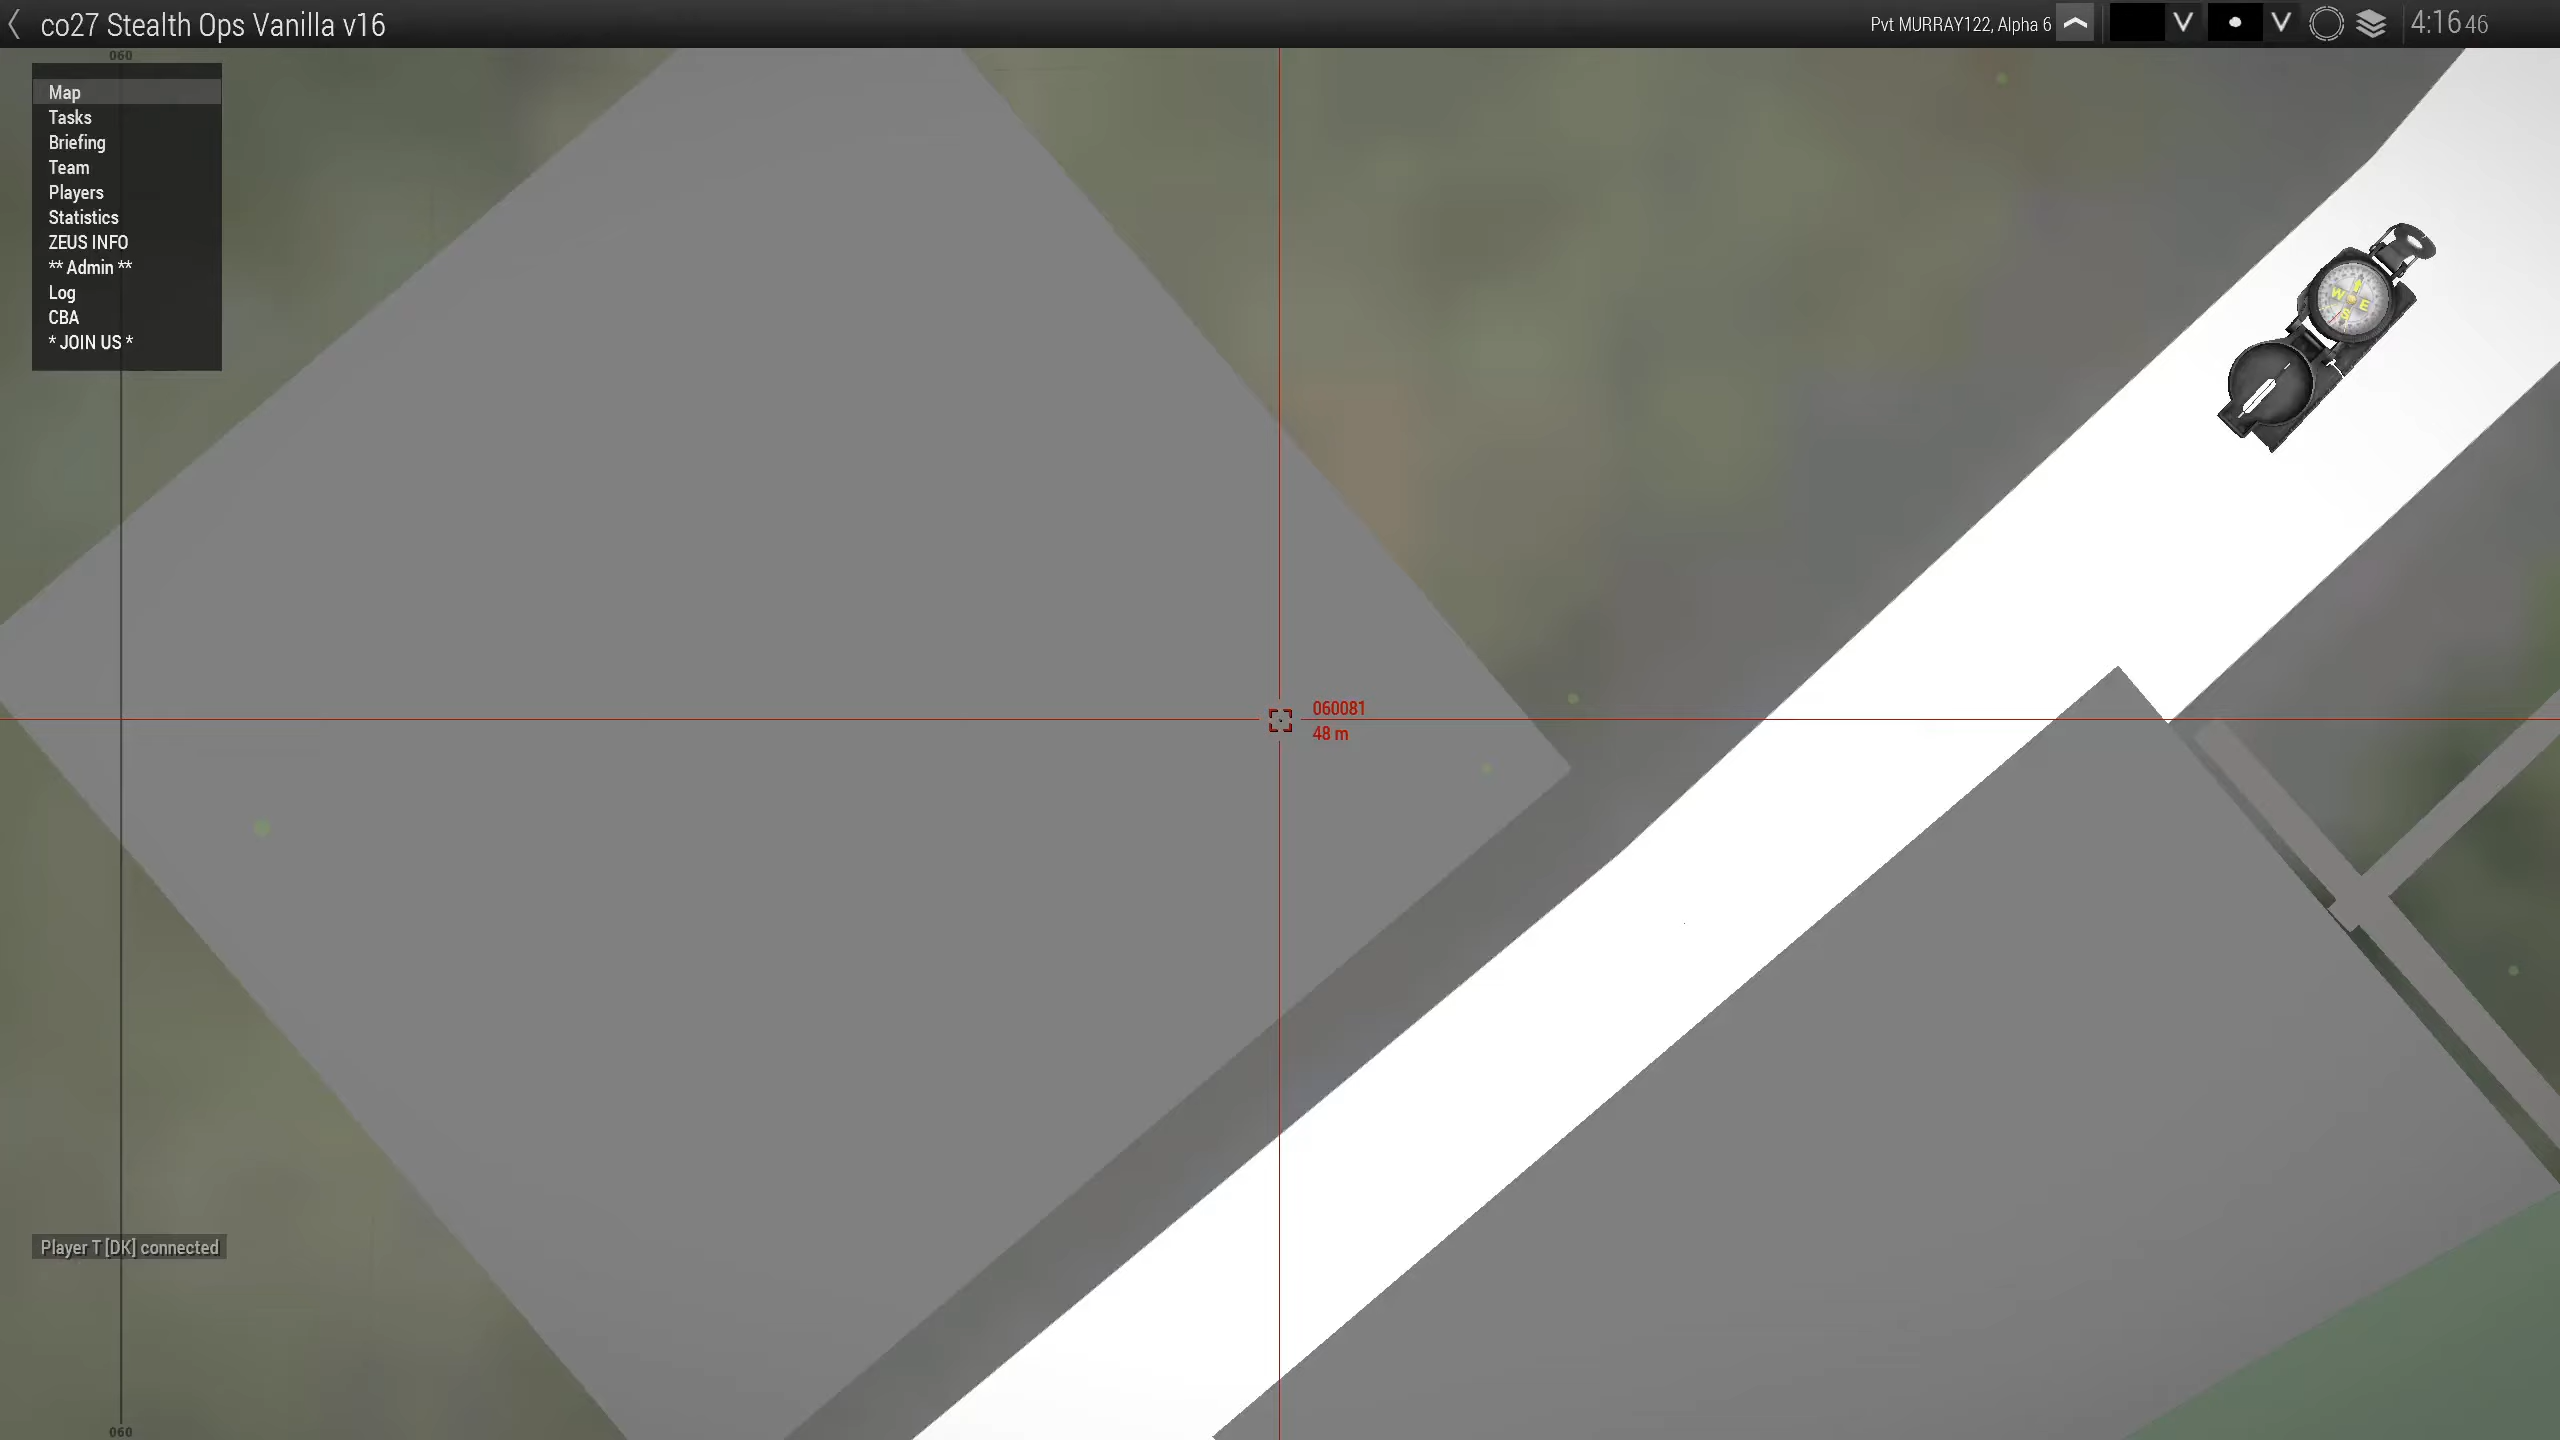 co27 Stealth Ops Vanilla v16
Pvt MURRAY122, Alpha 6
4:16 46
060
Map
Tasks
Briefing
Team
Players
Statistics
ZEUS INFO
** Admin **
Log
CBA
* JOIN US *
N
W
E
S
060081
48 m
Player T [DK] connected
060